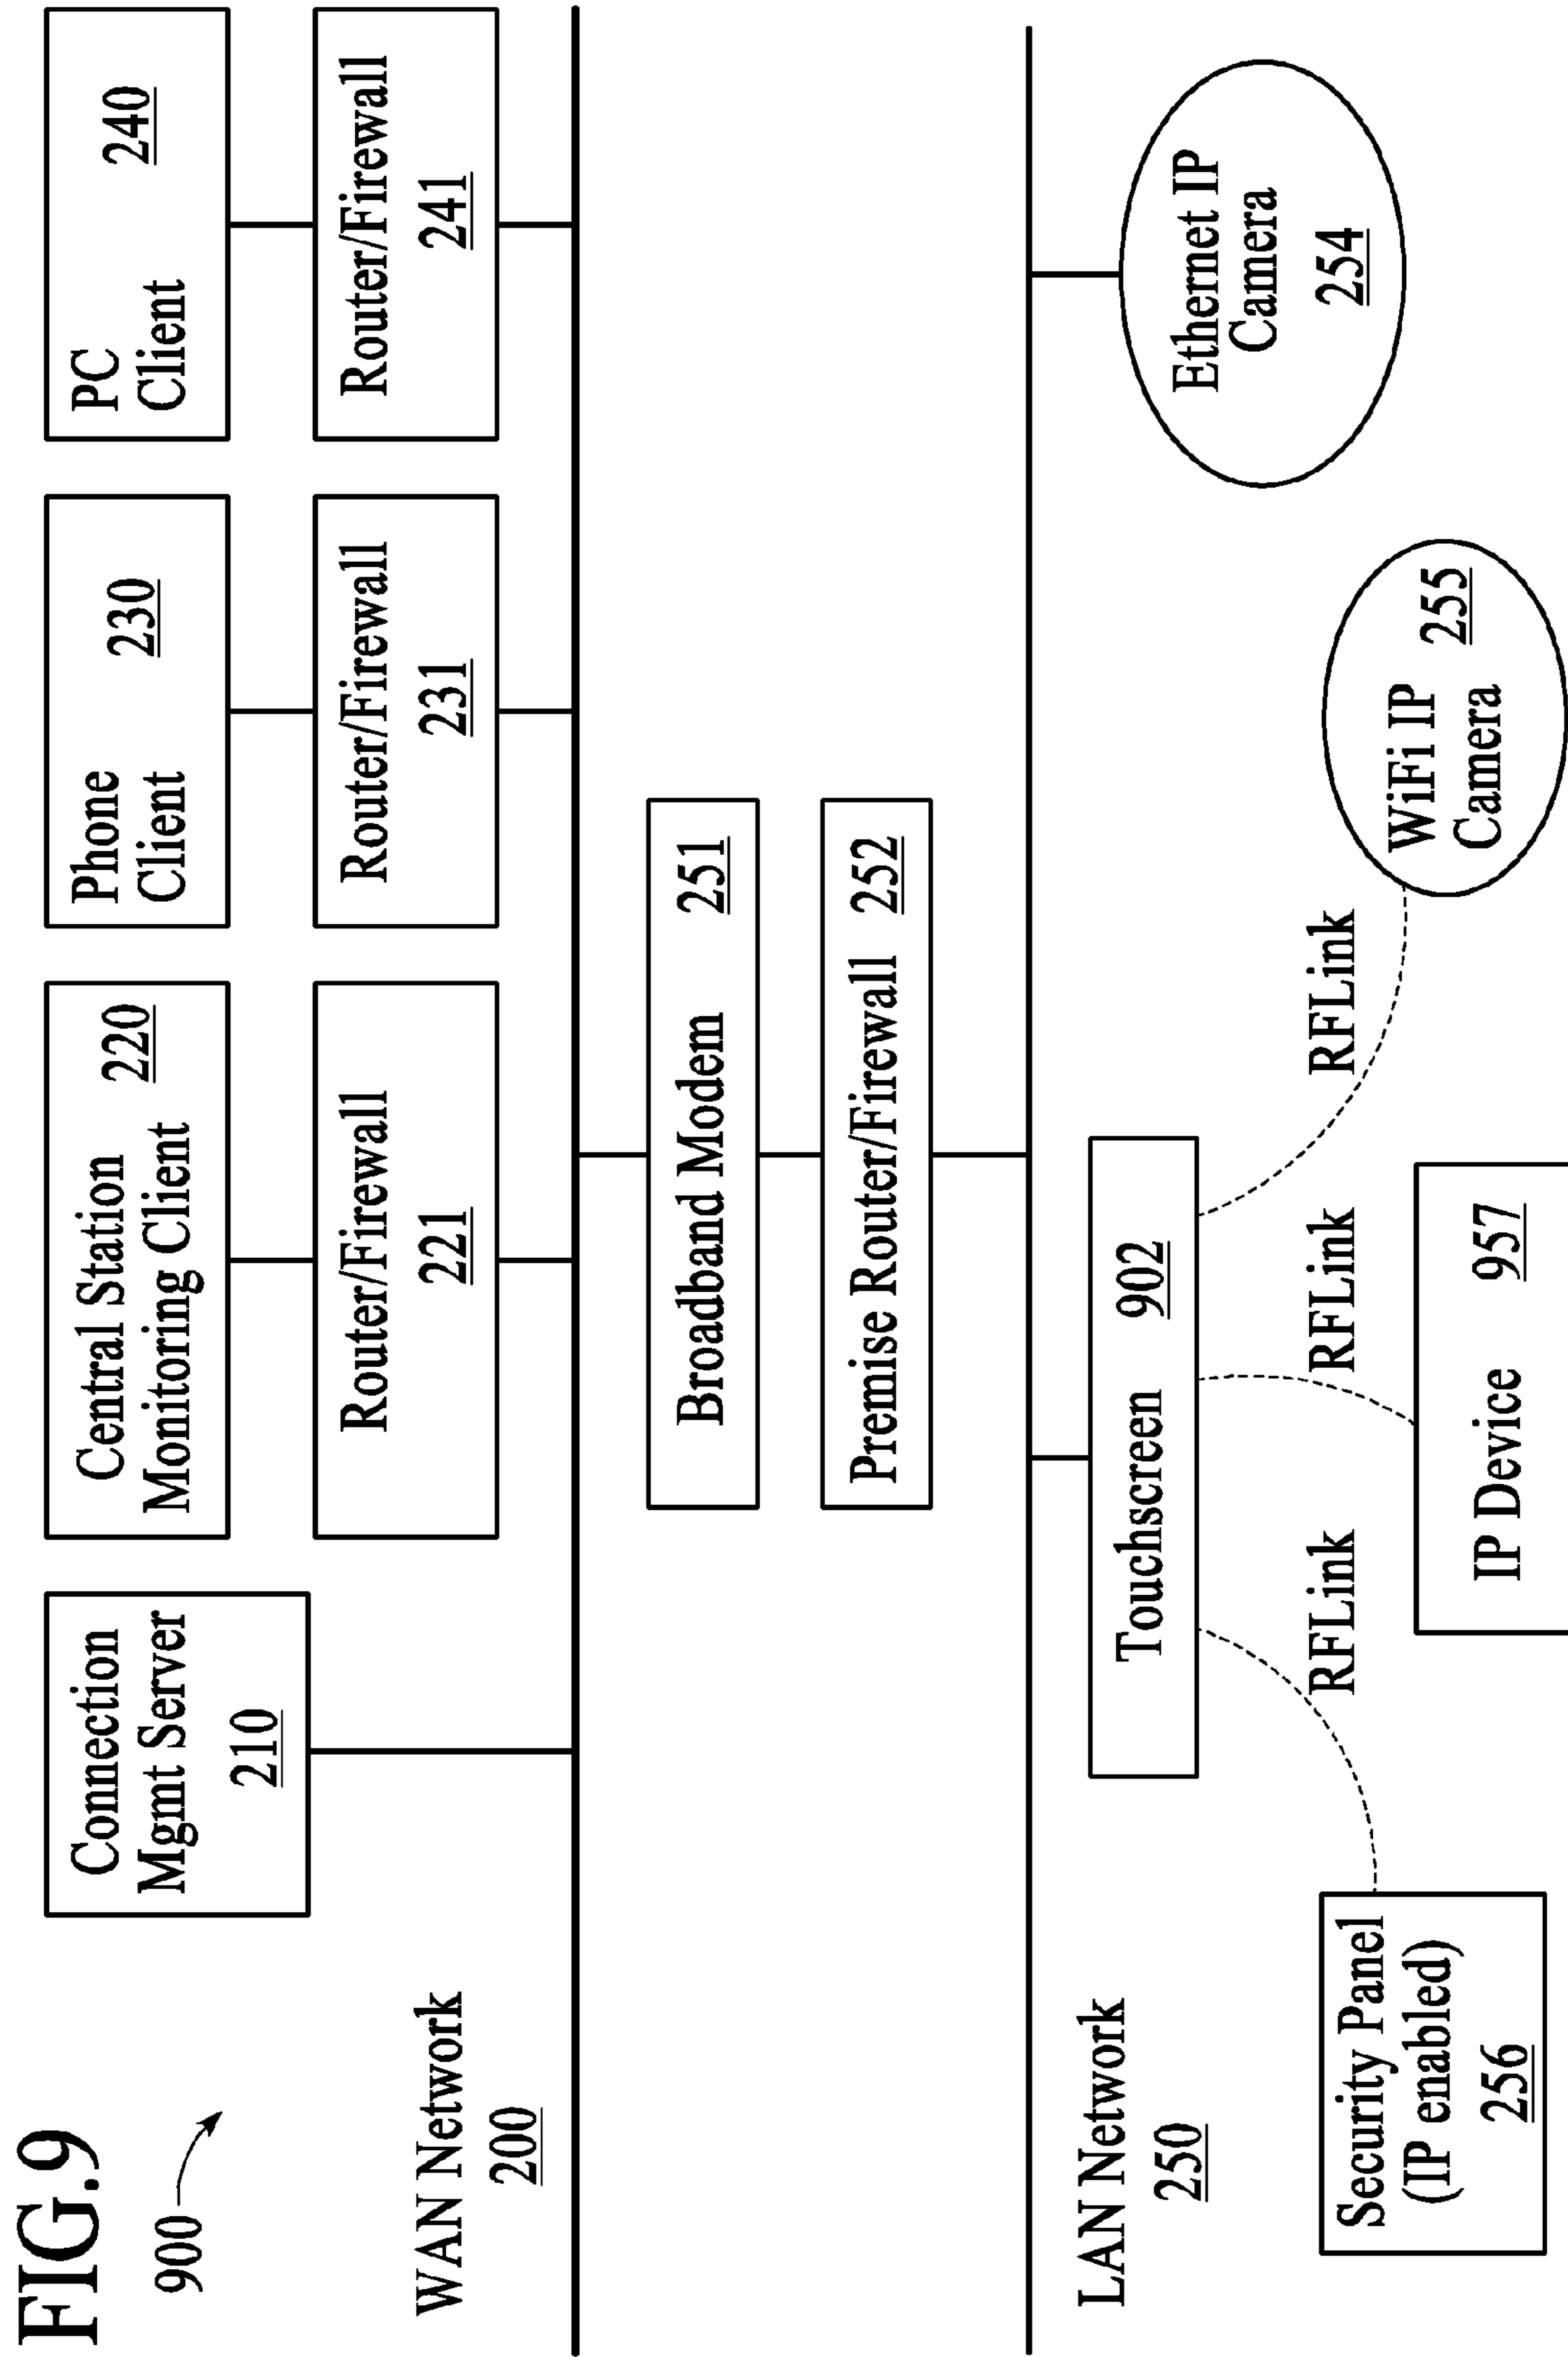 FIG.9
900
Connection
Mgmt Server
210
Central Station
Monitoring Client
220
Phone
Client
230
PC
Client
240
Router/Firewall
221
Router/Firewall
231
Router/Firewall
241
WAN Network
200
Broadband Modem 251
Premise Router/Firewall 252
LAN Network
250
Touchscreen 902
RFLink
RFLink
RFLink
Security Panel
(IP enabled)
256
IP Device 957
WiFi IP
Camera
255
Ethernet IP
Camera
254